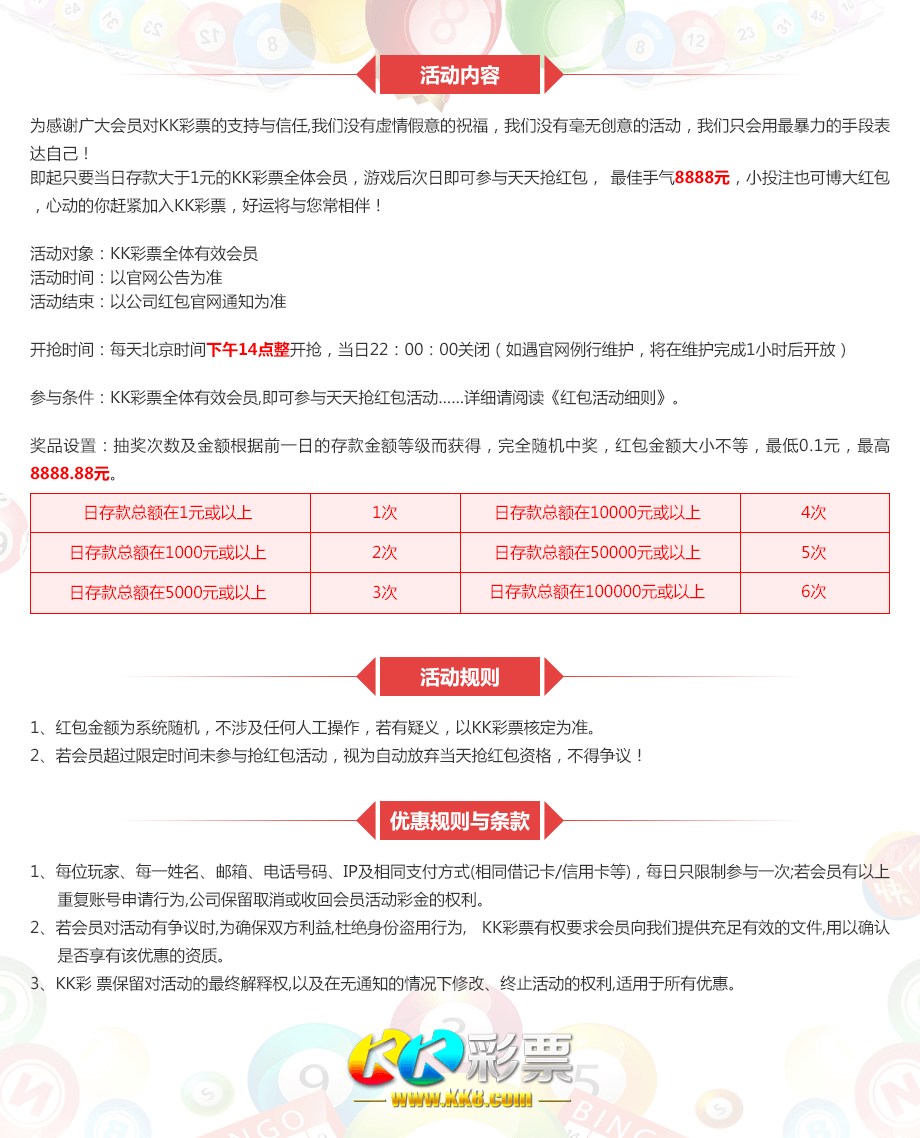 活动内容
为感谢广大会员对KK彩票的支持与信任,我们没有虚情假意的祝福，我们没有毫无创意的活动，我们只会用最暴力的手段表
达自己！
即起只要当日存款大于1元的KK彩票全体会员，游戏后次日即可参与天天抢红包， 最佳手气8888元，小投注也可博大红包
，心动的你赶紧加入KK彩票，好运将与您常相伴！
活动对象：KK彩票全体有效会员
活动时间：以官网公告为准
活动结束：以公司红包官网通知为准
开抢时间：每天北京时间下午14点整开抢，当日22：00：00关闭（如遇官网例行维护，将在维护完成1小时后开放）
参与条件：KK彩票全体有效会员,即可参与天天抢红包活动......详细请阅读《红包活动细则》。
奖品设置：抽奖次数及金额根据前一日的存款金额等级而获得，完全随机中奖，红包金额大小不等，最低0.1元，最高
8888.88元。
日存款总额在1元或以上 1次 日存款总额在10000元或以上 4次
日存款总额在1000元或以上 2次 日存款总额在50000元或以上 5次
日存款总额在5000元或以上 3次 日存款总额在100000元或以上 6次
活动规则
1、红包金额为系统随机，不涉及任何人工操作，若有疑义，以KK彩票核定为准。
2、若会员超过限定时间未参与抢红包活动，视为自动放弃当天抢红包资格，不得争议！
优惠规则与条款
1、每位玩家、每一姓名、邮箱、电话号码、IP及相同支付方式(相同借记卡/信用卡等)，每日只限制参与一次;若会员有以上
重复账号申请行为,公司保留取消或收回会员活动彩金的权利。
2、若会员对活动有争议时,为确保双方利益,杜绝身份盗用行为， KK彩票有权要求会员向我们提供充足有效的文件,用以确认
是否享有该优惠的资质。
3、KK彩 票保留对活动的最终解释权,以及在无通知的情况下修改、终止活动的权利,适用于所有优惠。
KK彩票
www.KK8.com